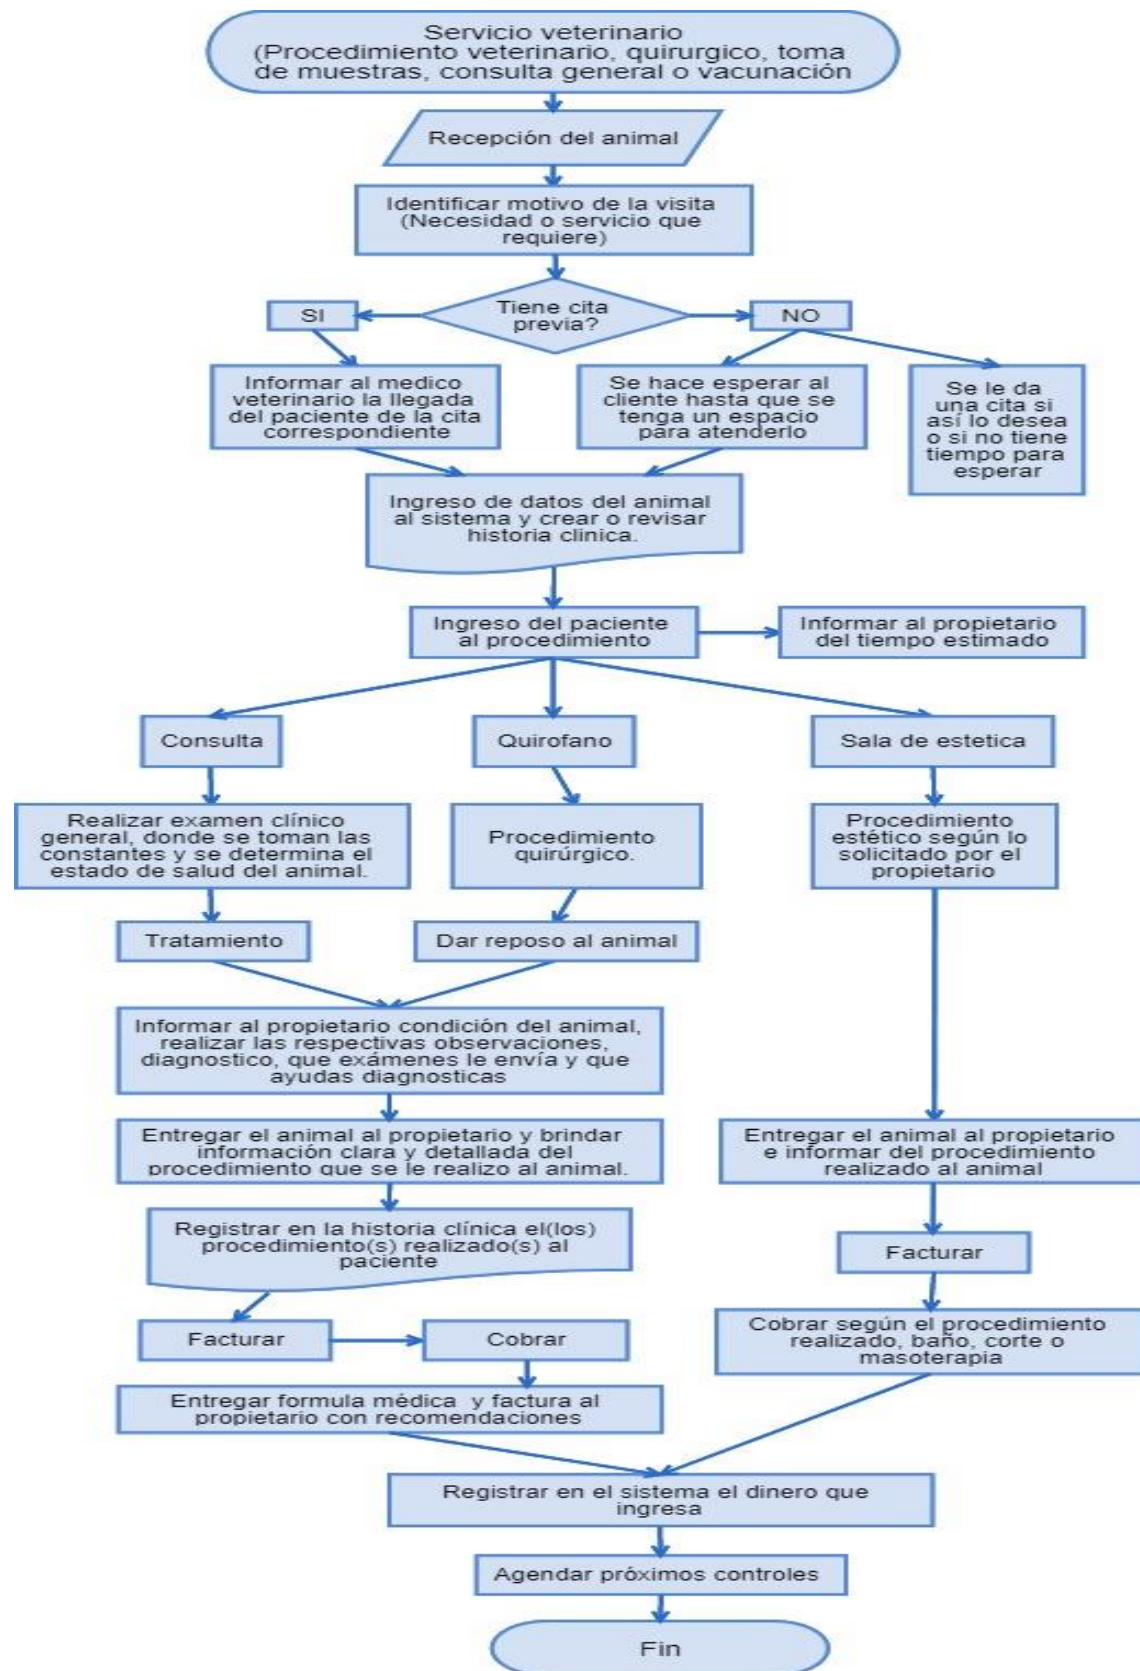 Servicio veterinario
(Procedimiento veterinario, quirurgico, toma
de muestras, consulta general o vacunación
Recepción del animal
Identificar motivo de la visita
(Necesidad o servicio que
requiere)
Tiene cita
previa?
SI
NO
Informar al medico
veterinario la llegada
del paciente de la cita
correspondiente
Se hace esperar al
cliente hasta que se
tenga un espacio
para atenderlo
Se le da
una cita si
así lo desea
o si no tiene
tiempo para
esperar
Ingreso de datos del animal
al sistema y crear o revisar
historia clinica.
Ingreso del paciente
al procedimiento
Informar al propietario
del tiempo estimado
Consulta
Quirofano
Sala de estetica
Realizar examen clínico
general, donde se toman las
constantes y se determina el
estado de salud del animal.
Procedimiento
quirúrgico.
Procedimiento
estético según lo
solicitado por el
propietario
Tratamiento
Dar reposo al animal
Informar al propietario condición del animal,
realizar las respectivas observaciones,
diagnostico, que exámenes le envía y que
ayudas diagnosticas
Entregar el animal al propietario y brindar
información clara y detallada del
procedimiento que se le realizo al animal.
Entregar el animal al propietario
e informar del procedimiento
realizado al animal
Registrar en la historia clínica el(los)
procedimiento(s) realizado(s) al
paciente
Facturar
Facturar
Cobrar
Cobrar según el procedimiento
realizado, baño, corte o
masoterapia
Entregar formula médica y factura al
propietario con recomendaciones
Registrar en el sistema el dinero que
ingresa
Agendar próximos controles
Fin